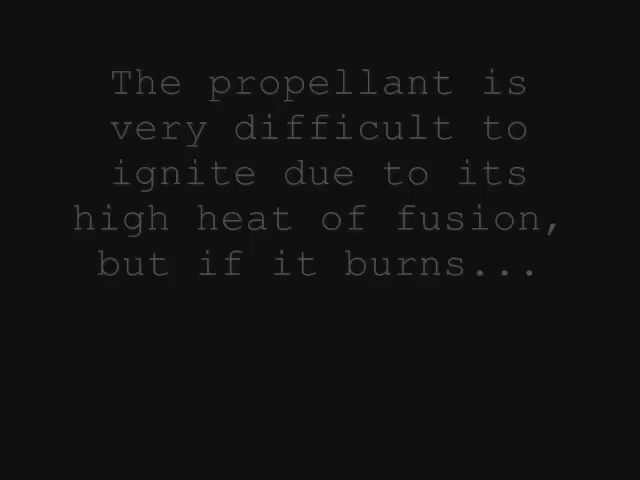 The propellant is
very difficult to
ignite due to its
high heat of fusion,
but if it burns...